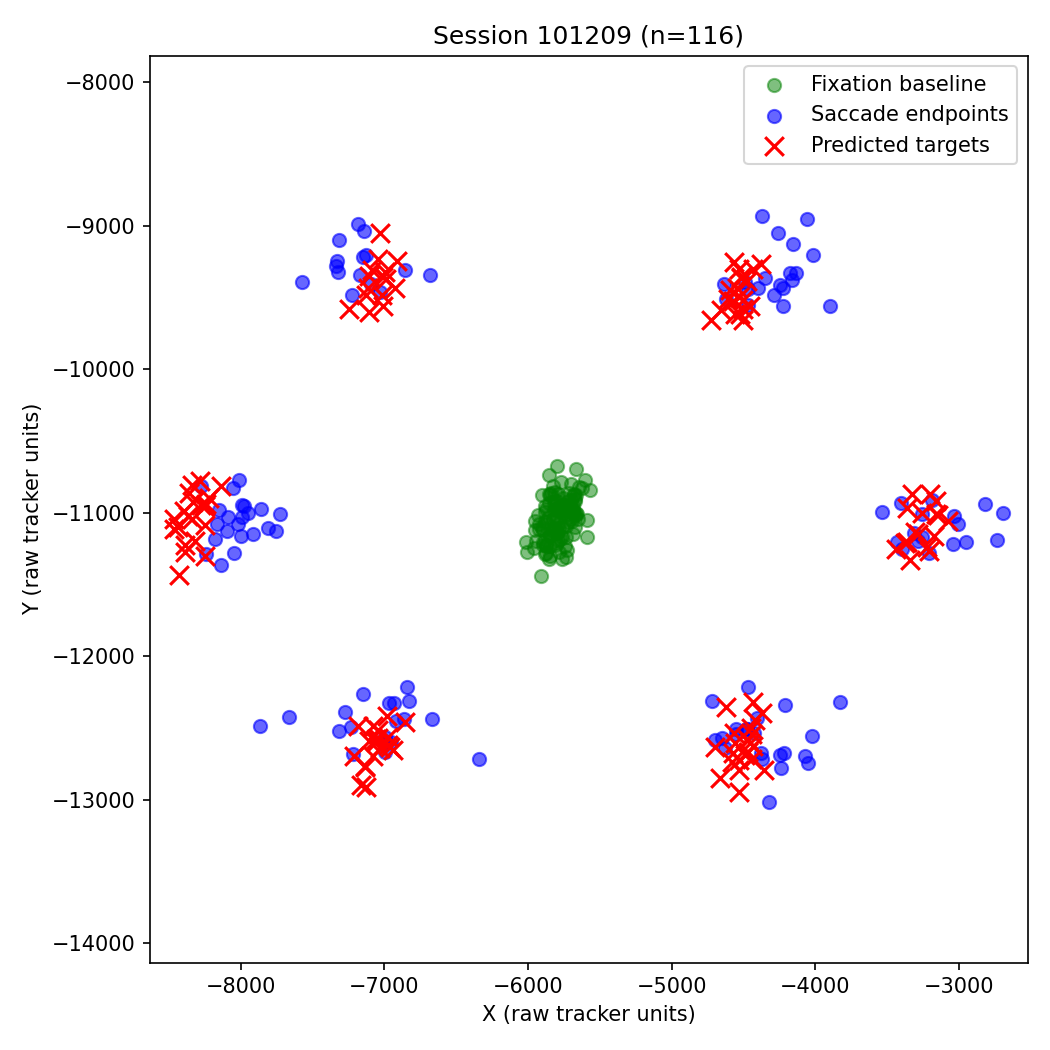 Session 101209 (n=116)
Fixation baseline
Saccade endpoints
Predicted targets
Y (raw tracker units)
−8000
−9000
−10000
−11000
−12000
−13000
−14000
−8000 −7000 −6000 −5000 −4000 −3000
X (raw tracker units)